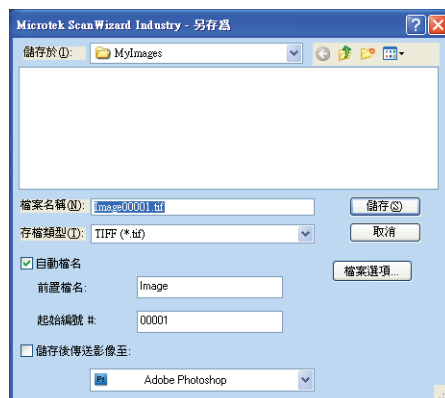 Microtek ScanWizard Industry - 另存爲
儲存於(I): MyImages
檔案名稱(N): image00001.tif 儲存(S)
存檔類型(T): TIFF (*.tif) 取消
自動檔名 檔案選項...
前置檔名: Image
起始編號 #: 00001
儲存後傳送影像至:
Ps Adobe Photoshop